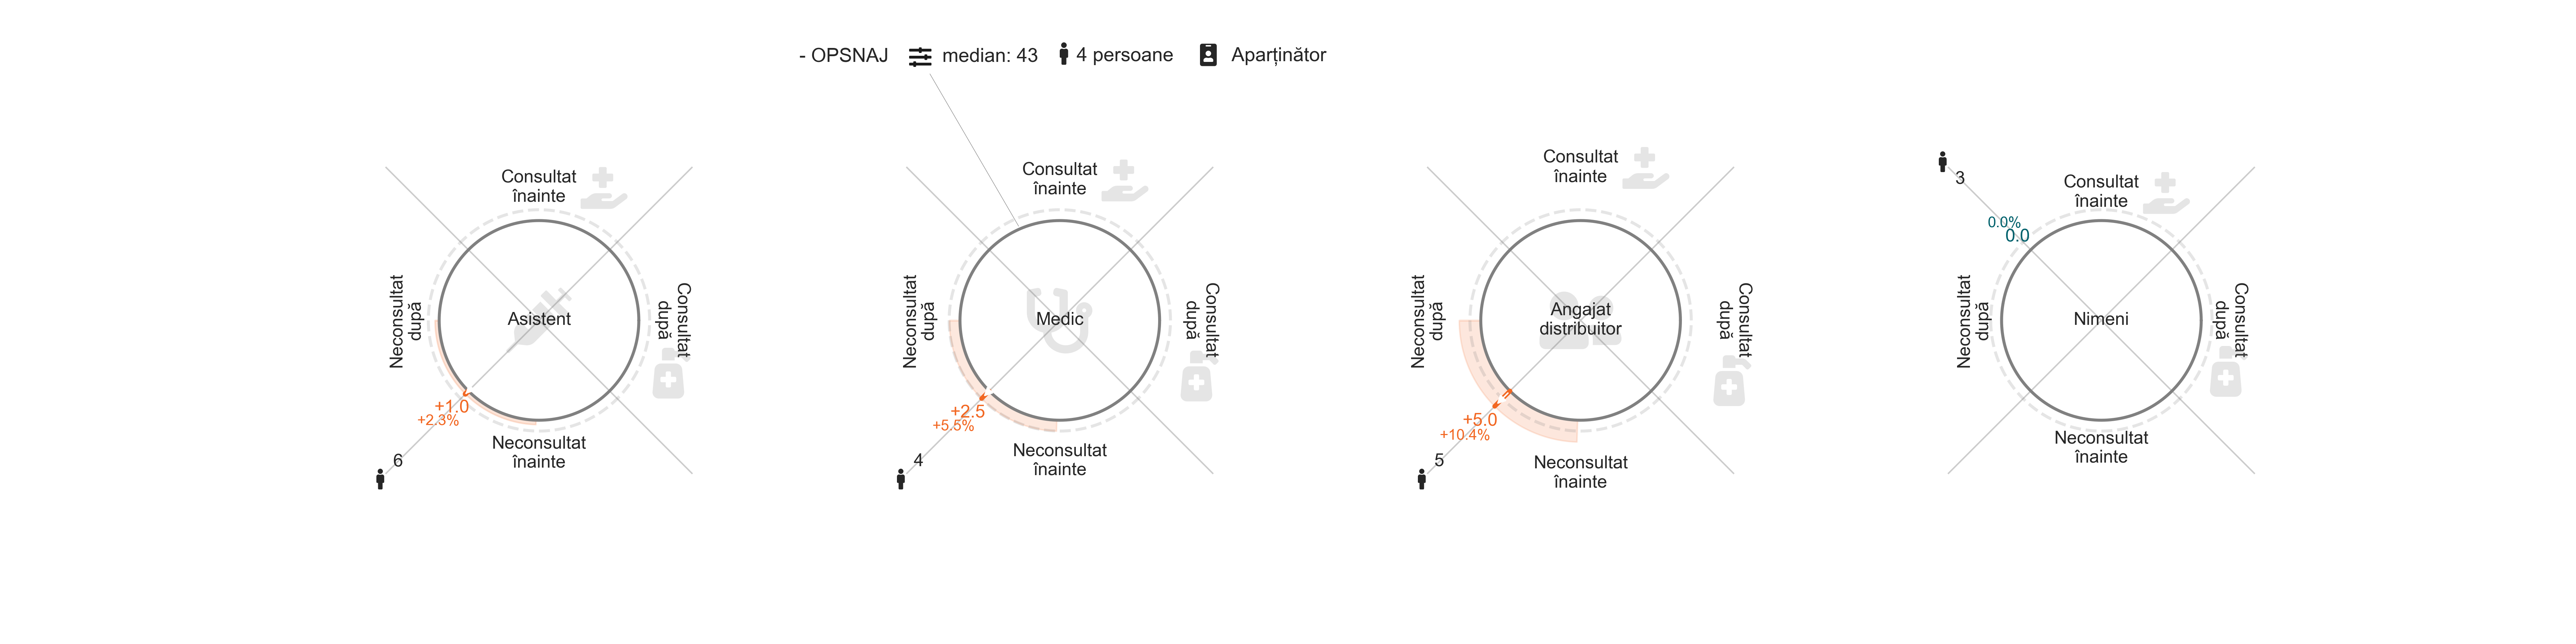 - OPSNAJ median: 43 4 persoane Aparținător
Consultat
înainte
Neconsultat
după
Asistent
Consultat
după
+1.0
+2.3%
Neconsultat
înainte
6
Consultat
înainte
Neconsultat
după
Medic
Consultat
după
+2.5
+5.5%
Neconsultat
înainte
4
Consultat
înainte
Neconsultat
după
Angajat
distribuitor
Consultat
după
+5.0
+10.4%
Neconsultat
înainte
5
3
Consultat
înainte
0.0%
0.0
Neconsultat
după
Nimeni
Consultat
după
Neconsultat
înainte